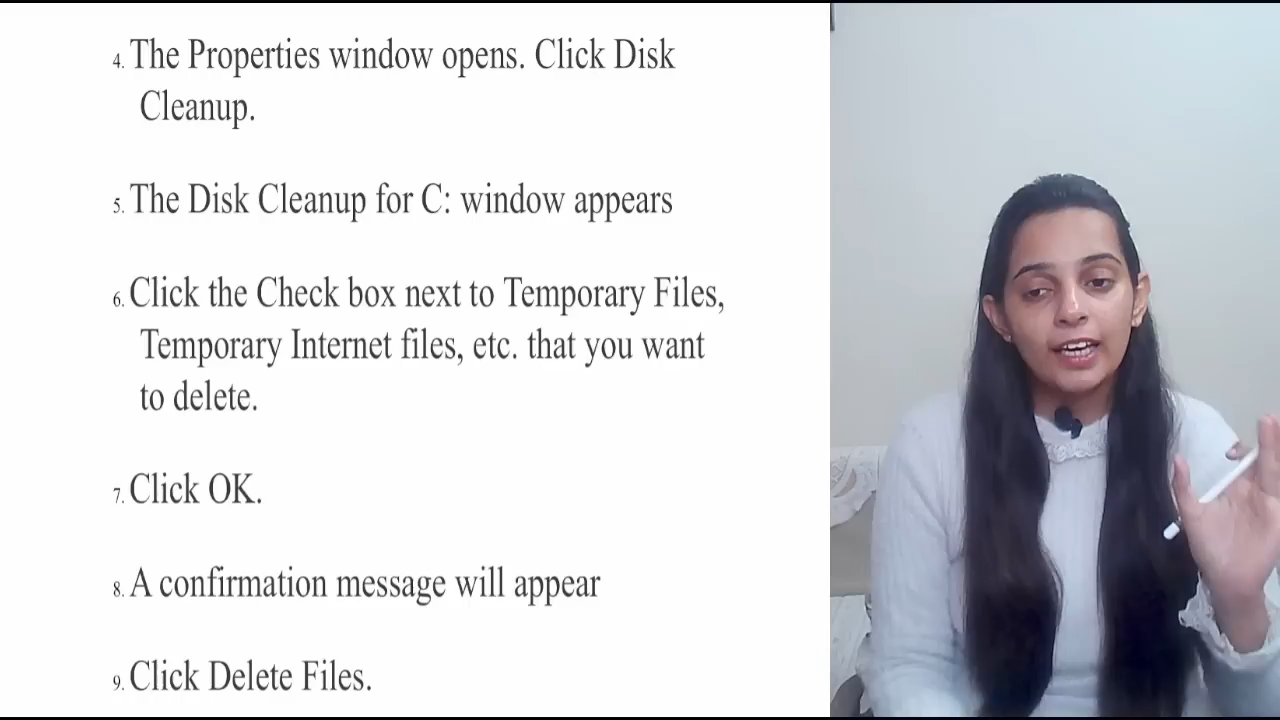 4. The Properties window opens. Click Disk
Cleanup.
5. The Disk Cleanup for C: window appears
6. Click the Check box next to Temporary Files,
Temporary Internet files, etc. that you want
to delete.
7. Click OK.
8. A confirmation message will appear
9. Click Delete Files.